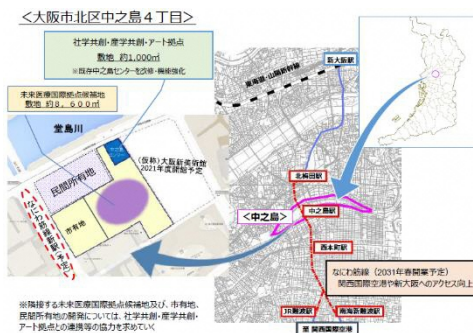 ＜大阪市北区中之島４丁目＞
社学共創・産学共創・アート拠点
敷地 約1,000㎡
※既存中之島センターを改修・機能強化
未来医療国際拠点候補地
敷地 約８，６００㎡
堂島川
民間所有地
(仮称)大阪新美術館
2021年度開館予定
市有地
なにわ筋線新駅(予定)
※隣接する未来医療国際拠点候補地及び、市有地、
民間所有地の開発については、社学共創・産学共創・
アート拠点との連携等の協力を求めていく
東海道・山陽新幹線
新大阪駅
北梅田駅
＜中之島＞
中之島駅
西本町駅
JR難波駅
南海新難波駅
至 関西国際空港
なにわ筋線（2031年春開業予定）
関西国際空港や新大阪へのアクセス向上